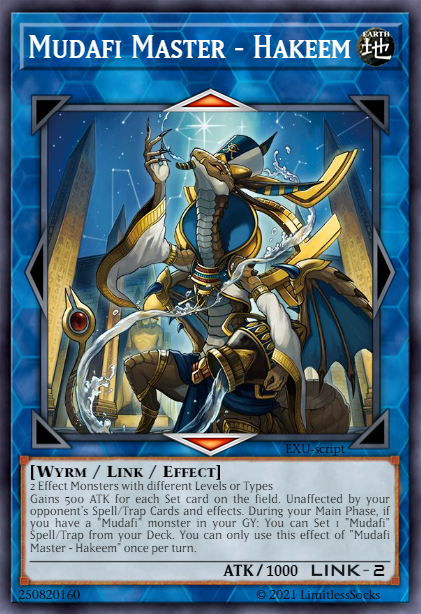 Mudafi Master - Hakeem
EARTH
地
EXU-script
[Wyrm / Link / Effect]
2 Effect Monsters with different Levels or Types
Gains 500 ATK for each Set card on the field. Unaffected by your
opponent's Spell/Trap Cards and effects. During your Main Phase, if
you have a "Mudafi" monster in your GY: You can Set 1 "Mudafi"
Spell/Trap from your Deck. You can only use this effect of "Mudafi
Master - Hakeem" once per turn.
ATK/1000 LINK-2
250820160 © 2021 LimitlessSocks